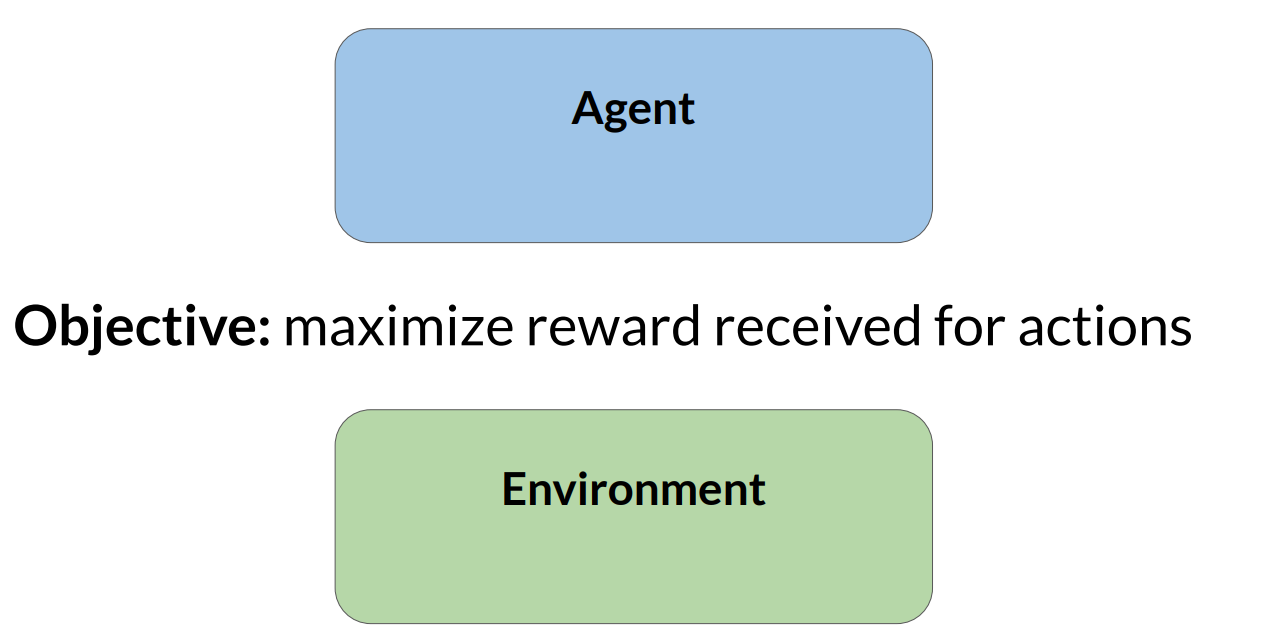 Agent
Objective: maximize reward received for actions
Environment